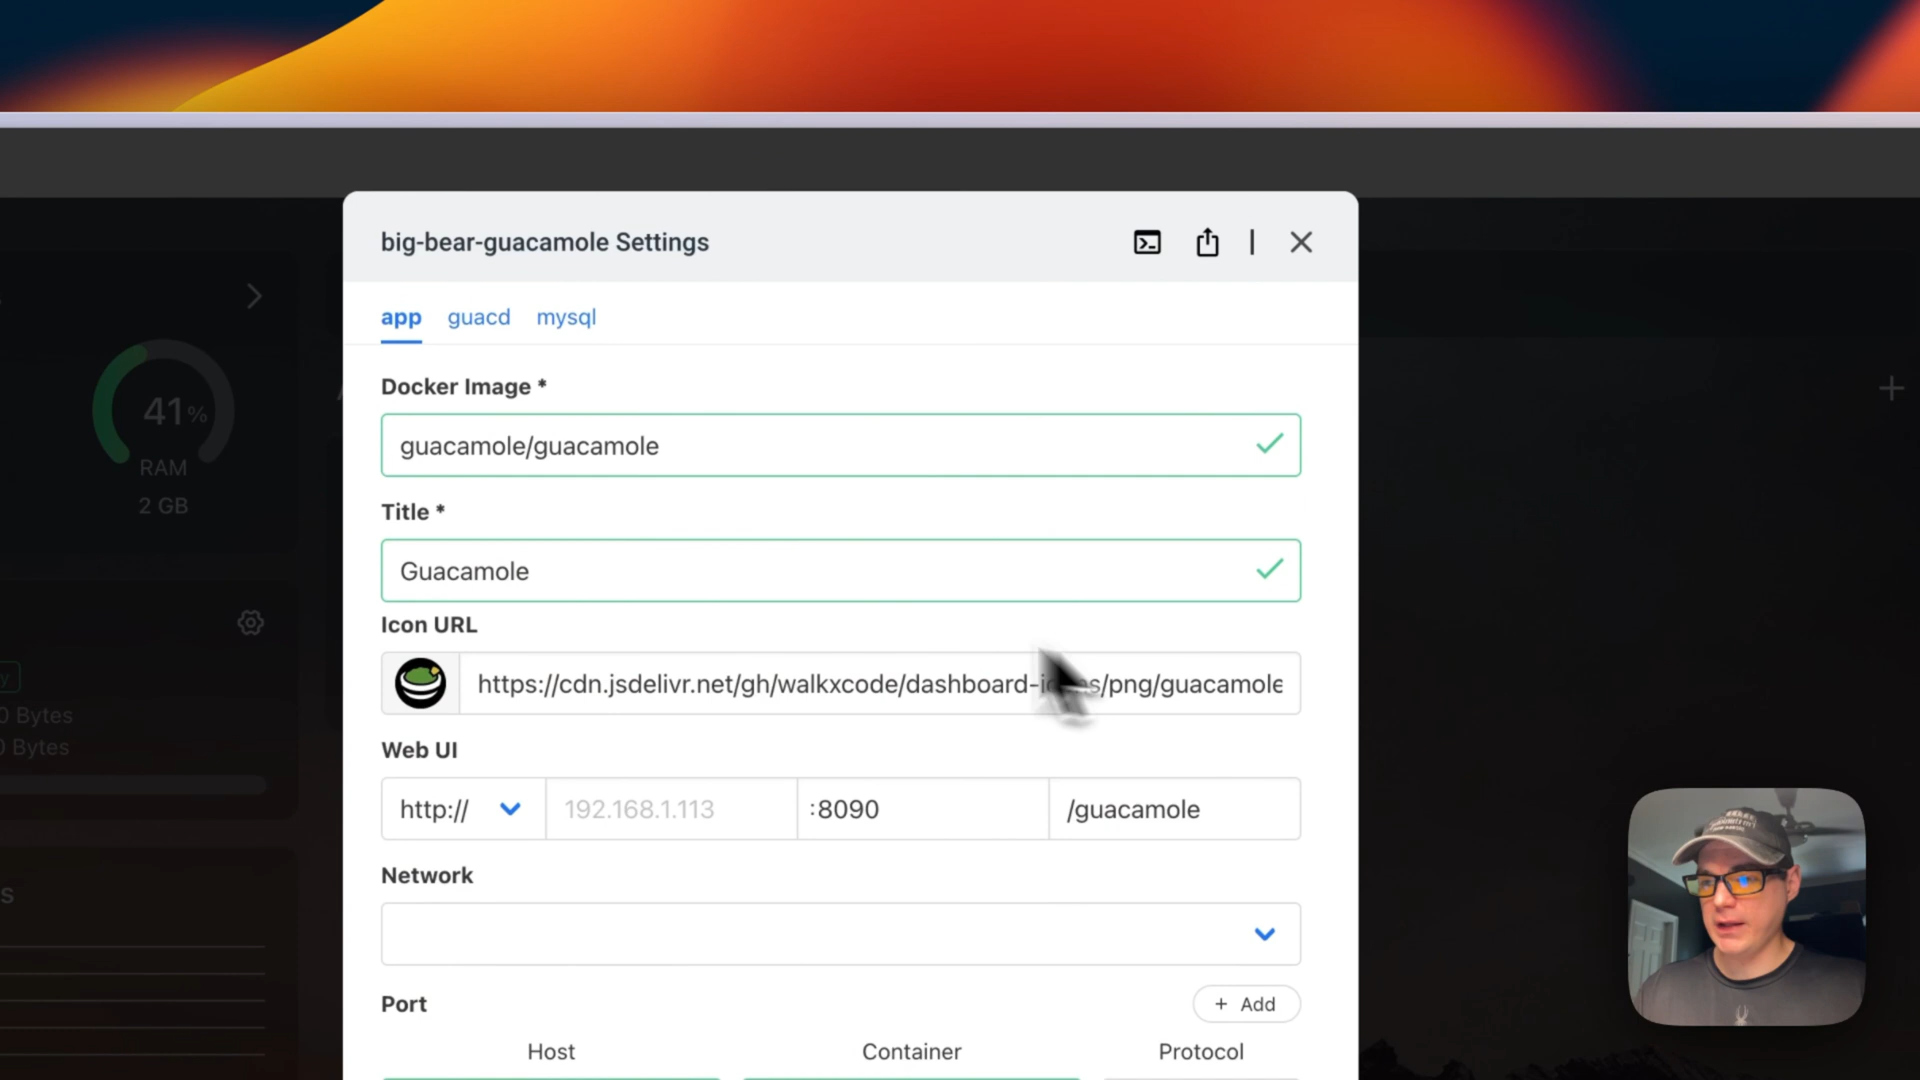 big-bear-guacamole Settings
app guacd mysql
Docker Image *
guacamole/guacamole
41%
RAM
2 GB
Title *
Guacamole
Icon URL
https://cdn.jsdelivr.net/gh/walkxcode/dashboard- /png/guacamole
0 Bytes
0 Bytes
Web UI
http:// 192.168.1.113 :8090 /guacamole
Network
Port + Add
Host Container Protocol